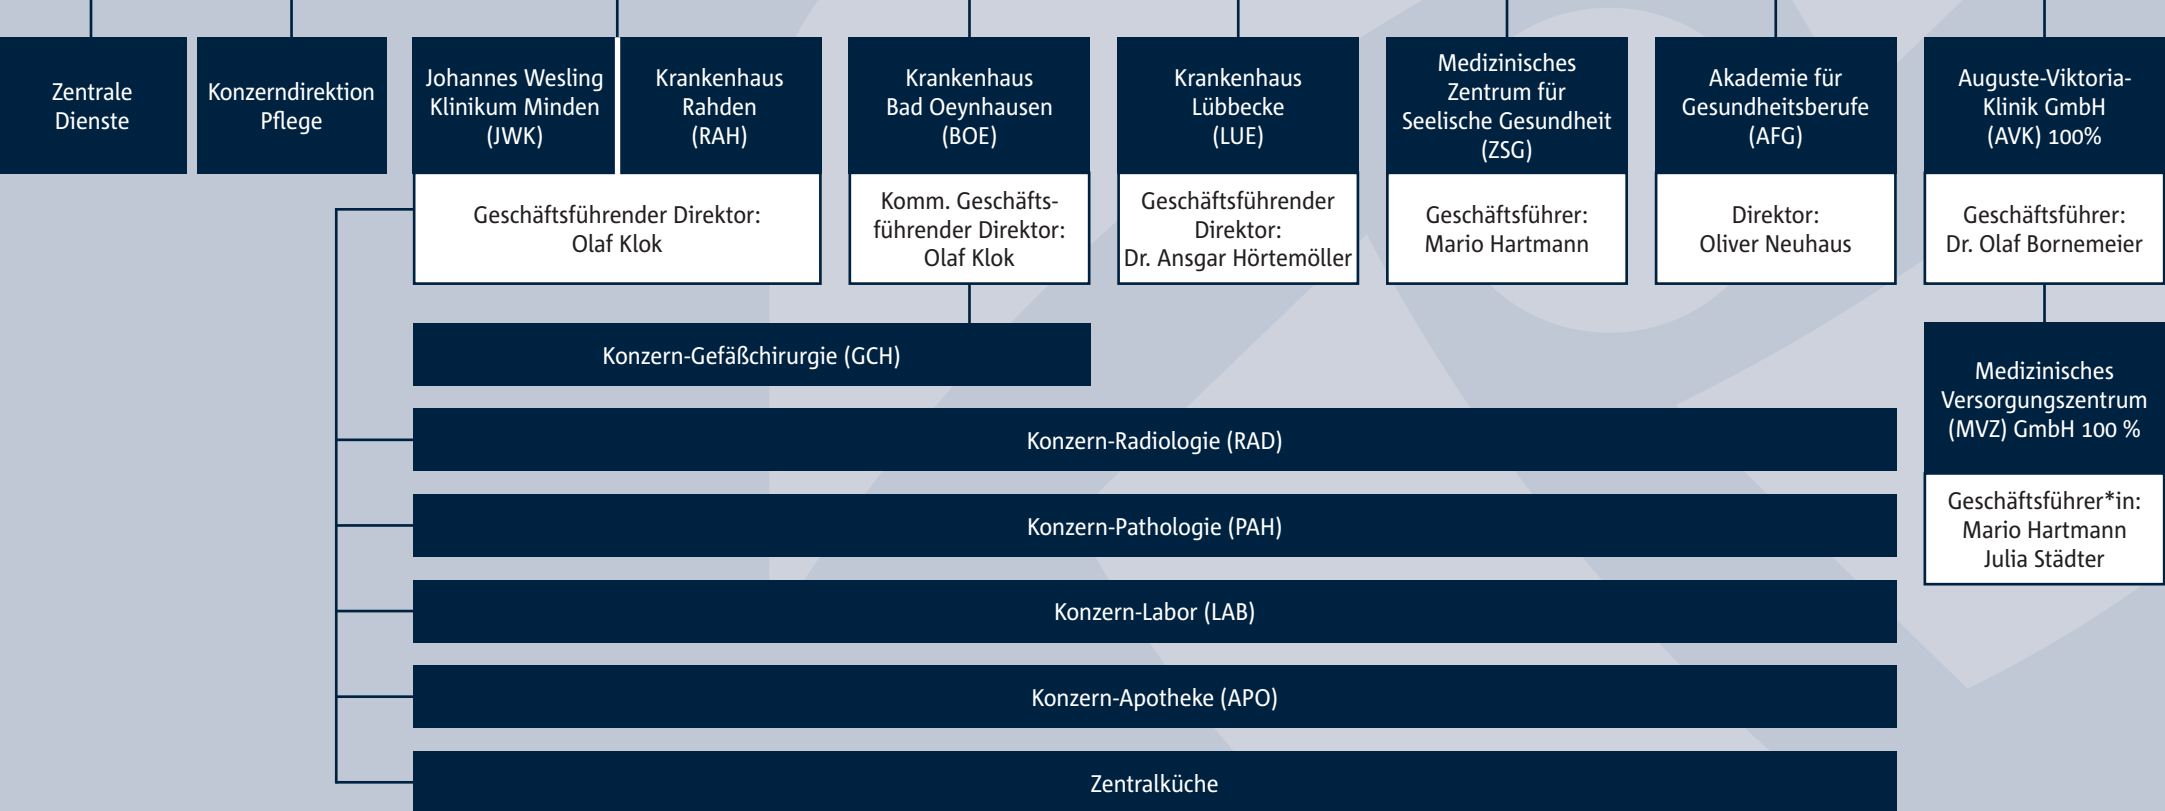 Zentrale
Dienste
Konzerndirektion
Pflege
Johannes Wesling
Klinikum Minden
(JWK)
Krankenhaus
Rahden
(RAH)
Krankenhaus
Bad Oeynhausen
(BOE)
Krankenhaus
Lübbecke
(LUE)
Medizinisches
Zentrum für
Seelische Gesundheit
(ZSG)
Akademie für
Gesundheitsberufe
(AFG)
Auguste-Viktoria-
Klinik GmbH
(AVK) 100%
Geschäftsführender Direktor:
Olaf Klok
Komm. Geschäfts-
führender Direktor:
Olaf Klok
Geschäftsführender
Direktor:
Dr. Ansgar Hörtemöller
Geschäftsführer:
Mario Hartmann
Direktor:
Oliver Neuhaus
Geschäftsführer:
Dr. Olaf Bornemeier
Konzern-Gefäßchirurgie (GCH)
Medizinisches
Versorgungszentrum
(MVZ) GmbH 100 %
Geschäftsführer*in:
Mario Hartmann
Julia Städter
Konzern-Radiologie (RAD)
Konzern-Pathologie (PAH)
Konzern-Labor (LAB)
Konzern-Apotheke (APO)
Zentralküche